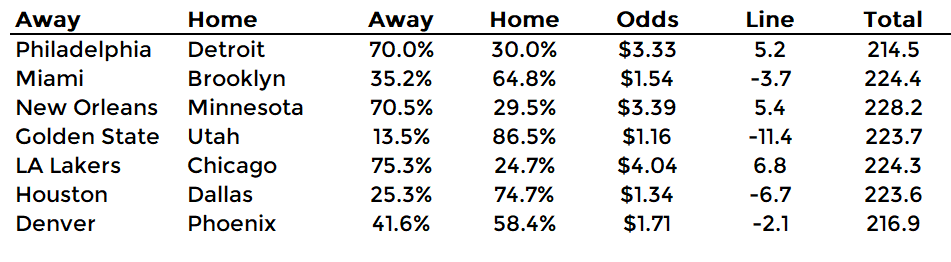 Away Home Away Home Odds Line Total
Philadelphia Detroit 70.0% 30.0% $3.33 5.2 214.5
Miami Brooklyn 35.2% 64.8% $1.54 -3.7 224.4
New Orleans Minnesota 70.5% 29.5% $3.39 5.4 228.2
Golden State Utah 13.5% 86.5% $1.16 -11.4 223.7
LA Lakers Chicago 75.3% 24.7% $4.04 6.8 224.3
Houston Dallas 25.3% 74.7% $1.34 -6.7 223.6
Denver Phoenix 41.6% 58.4% $1.71 -2.1 216.9